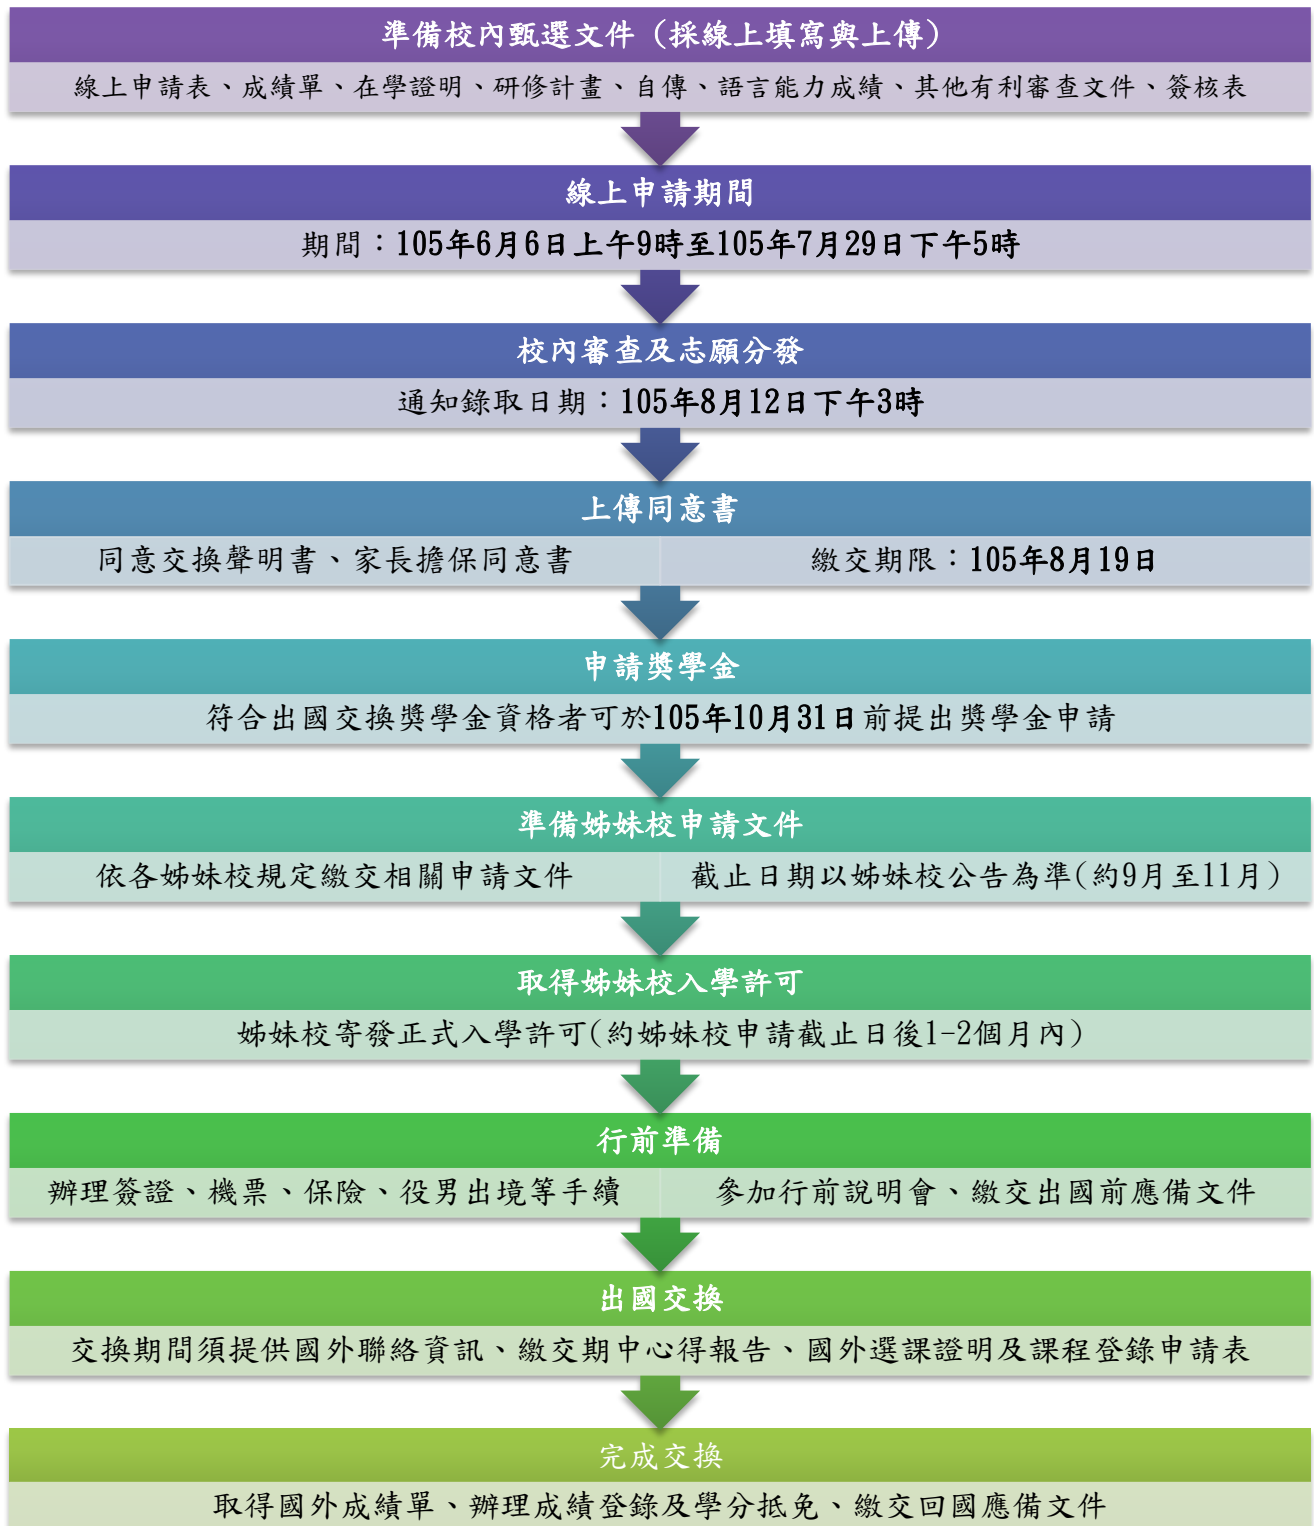 準備校內甄選文件（採線上填寫與上傳）
線上申請表、成績單、在學證明、研修計畫、自傳、語言能力成績、其他有利審查文件、簽核表
線上申請期間
期間：105年6月6日上午9時至105年7月29日下午5時
校內審查及志願分發
通知錄取日期：105年8月12日下午3時
上傳同意書
同意交換聲明書、家長擔保同意書
繳交期限：105年8月19日
申請獎學金
符合出國交換獎學金資格者可於105年10月31日前提出獎學金申請
準備姊妹校申請文件
依各姊妹校規定繳交相關申請文件
截止日期以姊妹校公告為準(約9月至11月)
取得姊妹校入學許可
姊妹校寄發正式入學許可(約姊妹校申請截止日後1-2個月內)
行前準備
辦理簽證、機票、保險、役男出境等手續
參加行前說明會、繳交出國前應備文件
出國交換
交換期間須提供國外聯絡資訊、繳交期中心得報告、國外選課證明及課程登錄申請表
完成交換
取得國外成績單、辦理成績登錄及學分抵免、繳交回國應備文件